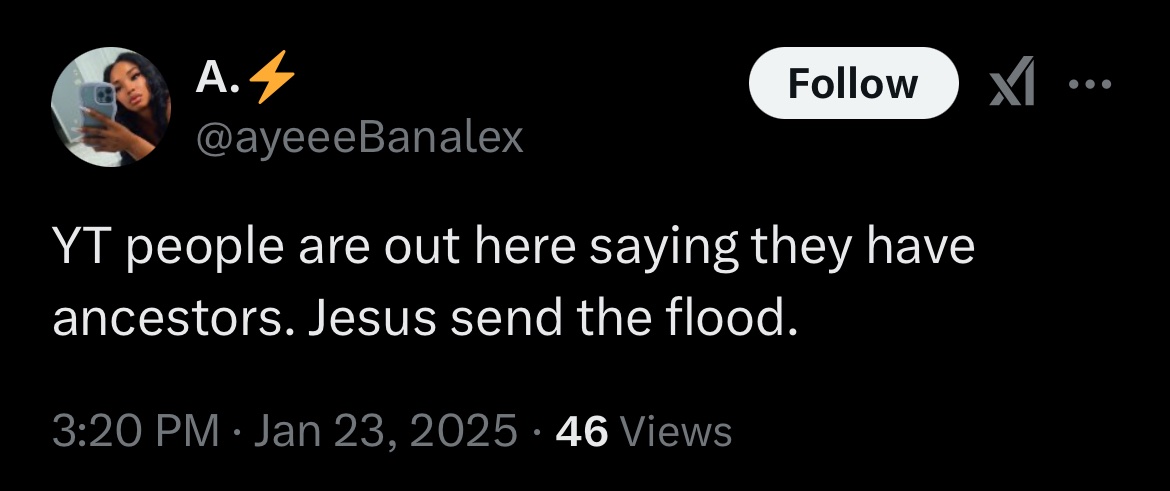 A.⚡
Follow
@ayeeeBanalex
YT people are out here saying they have
ancestors. Jesus send the flood.
3:20 PM · Jan 23, 2025 · 46 Views